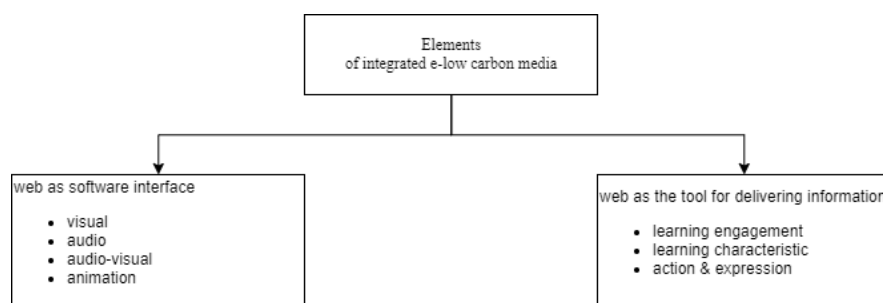 Elements
of integrated e-low carbon media
web as software interface
• visual
• audio
• audio-visual
• animation
web as the tool for delivering information
• learning engagement
• learning characteristic
• action & expression